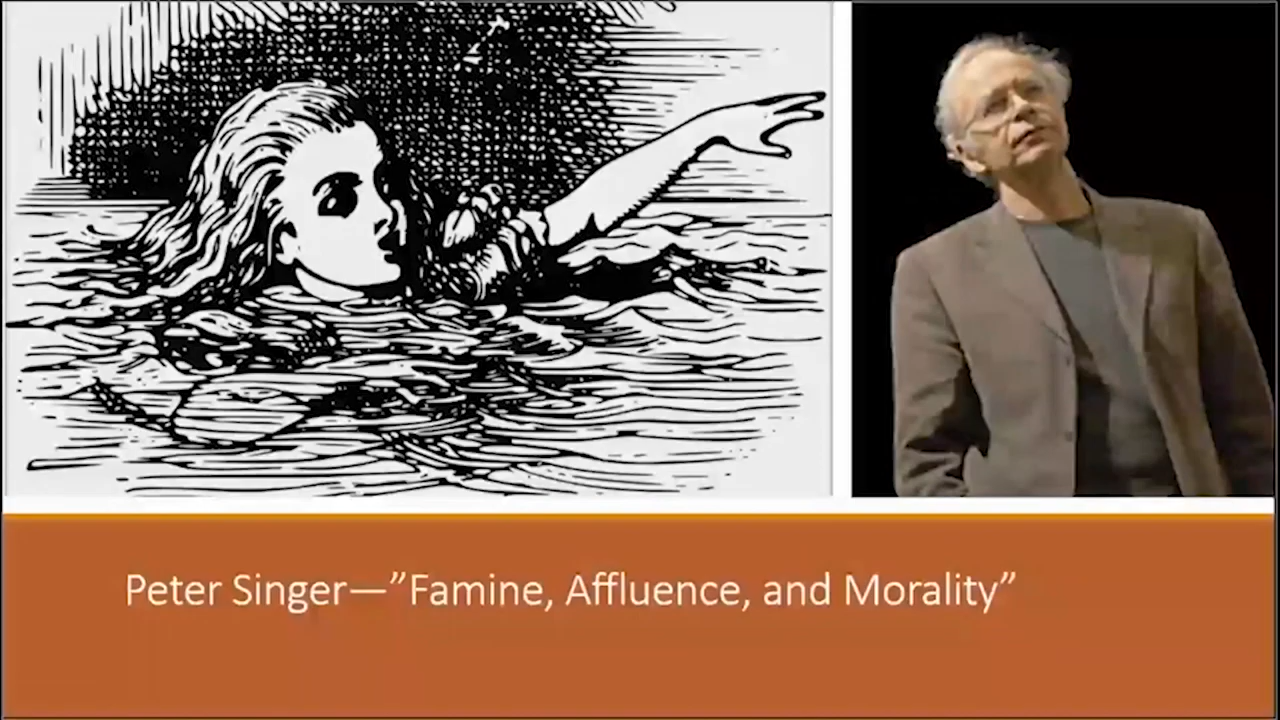 Peter Singer—”Famine, Affluence, and Morality”